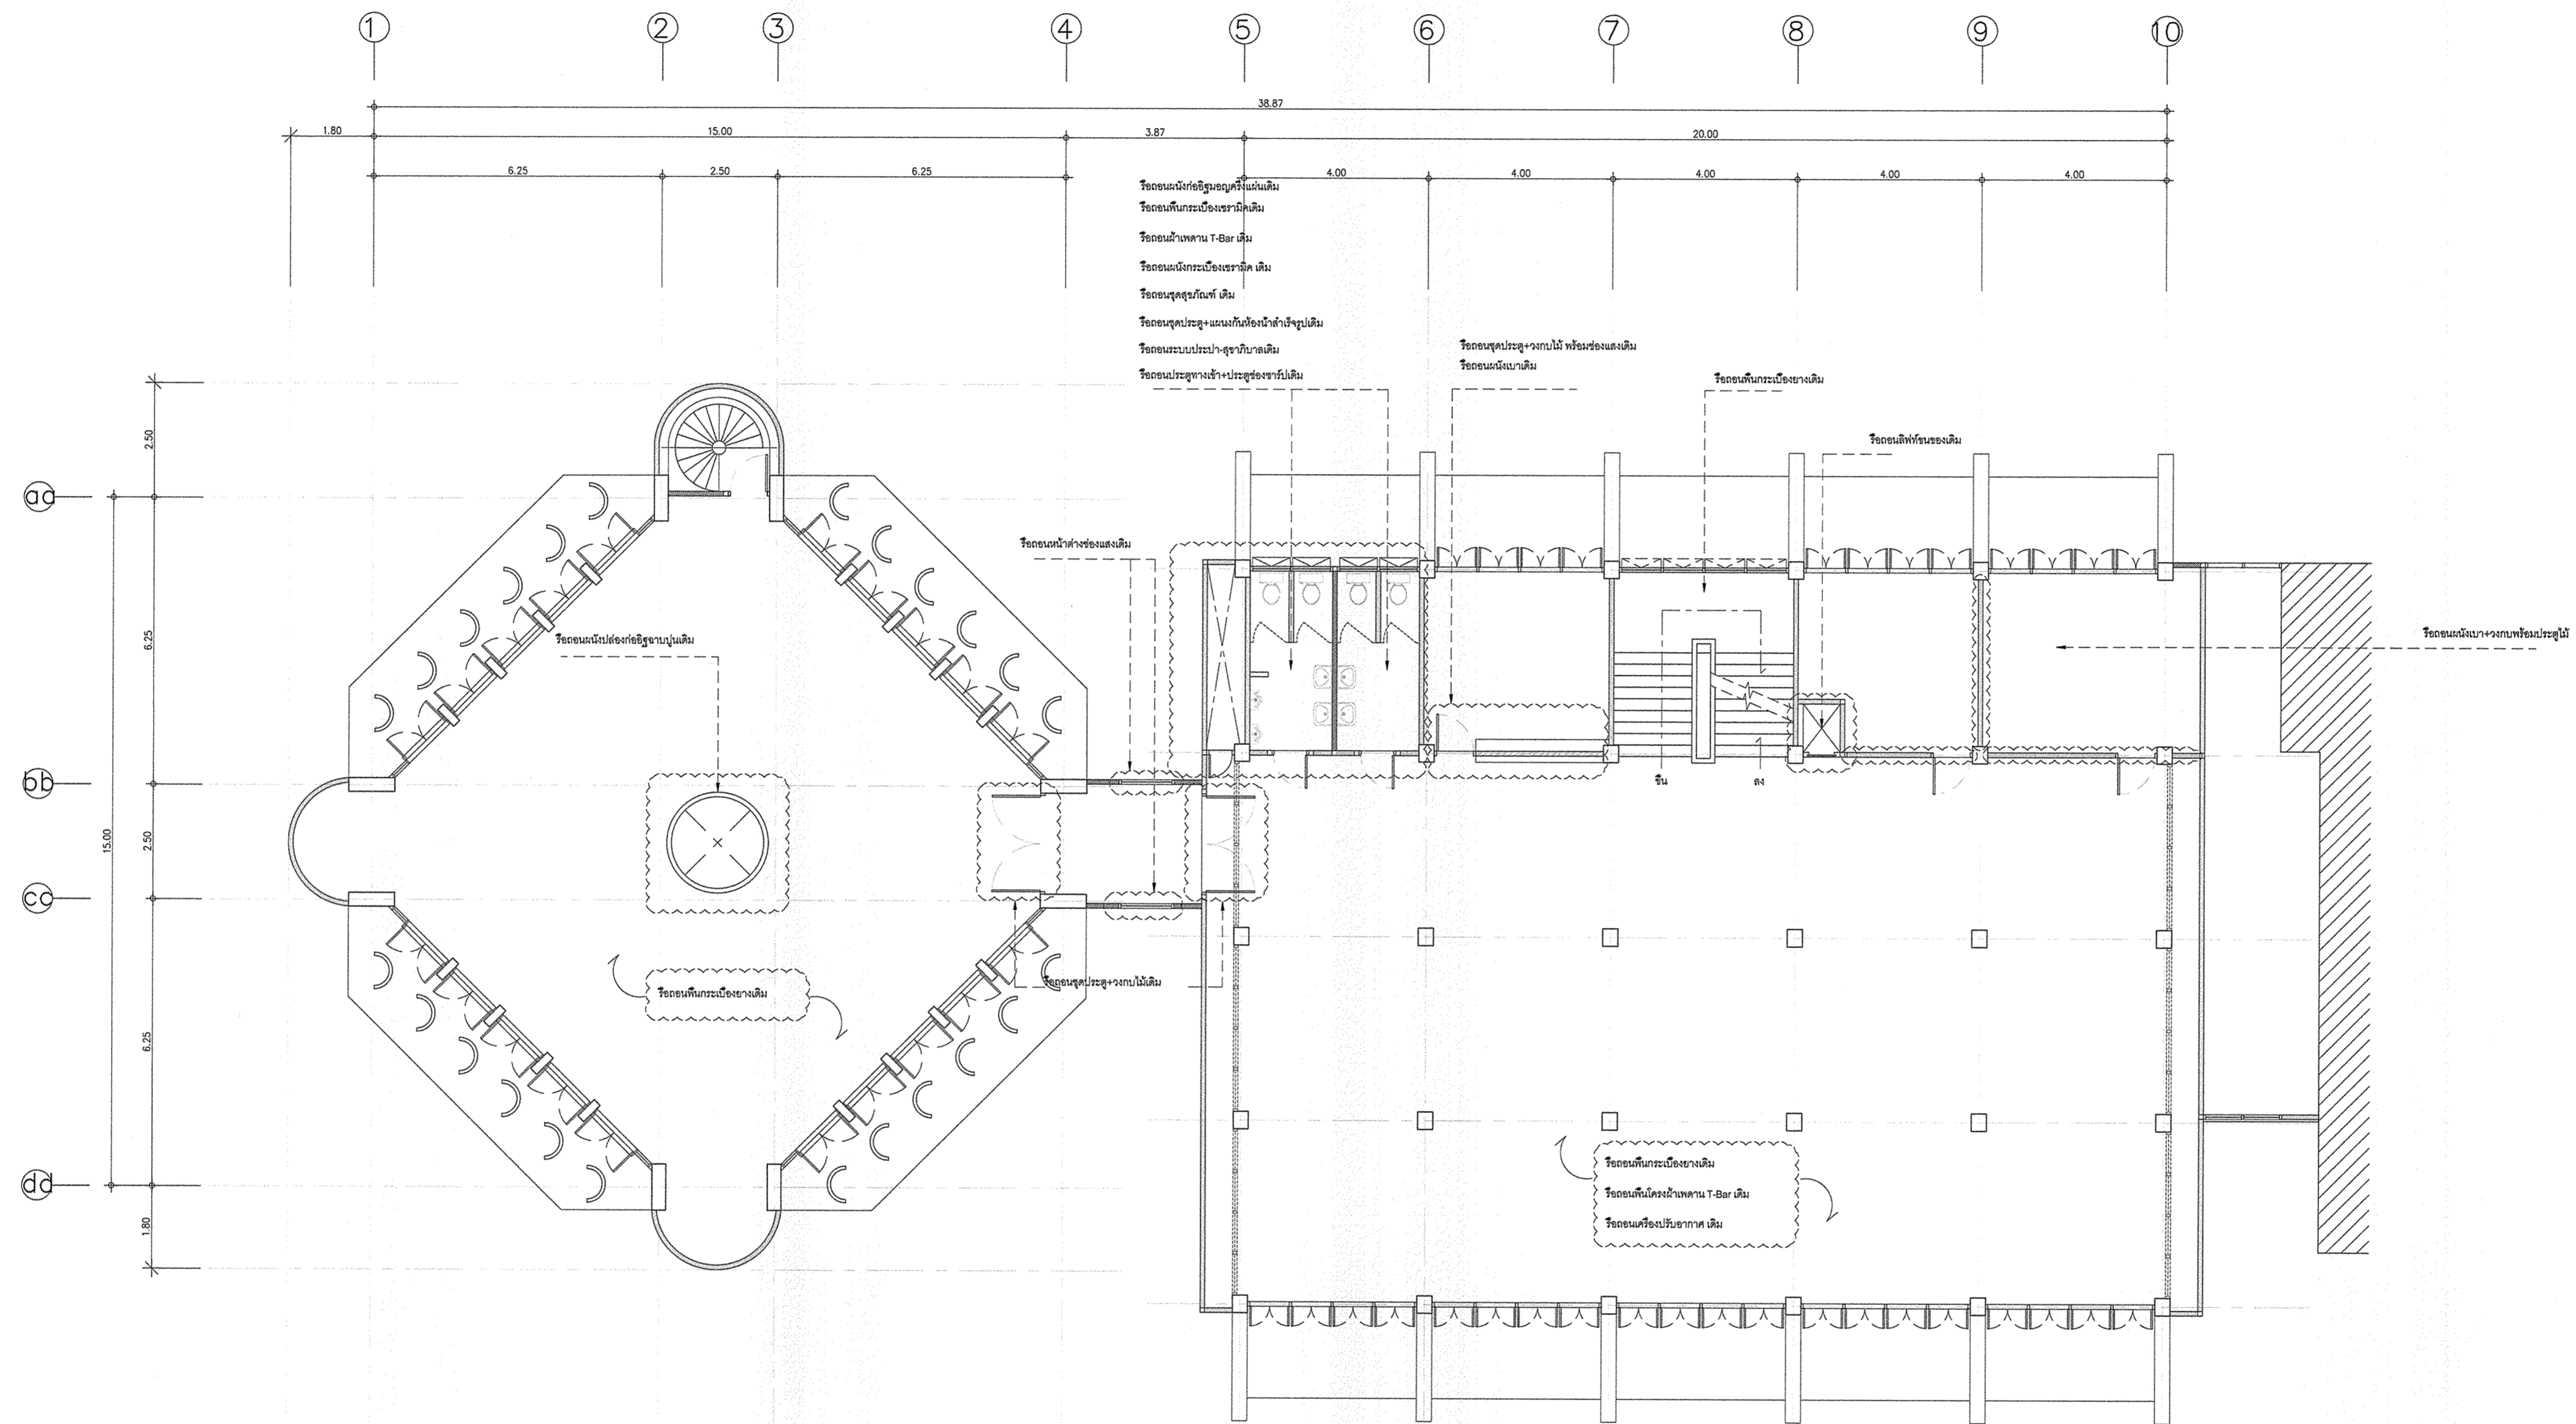 1 2 3 4 5 6 7 8 9 10
38.87
1.80 15.00 3.87 20.00
6.25 2.50 6.25 4.00 4.00 4.00 4.00 4.00
รื้อถอนผนังก่ออิฐมอญครึ่งแผ่นเดิม
รื้อถอนพื้นกระเบื้องเซรามิคเดิม
รื้อถอนฝ้าเพดาน T-Bar เดิม
รื้อถอนผนังกระเบื้องเซรามิค เดิม
รื้อถอนชุดสุขภัณฑ์ เดิม
รื้อถอนชุดประตู+แผนงกันห้องน้ำสำเร็จรูปเดิม
รื้อถอนระบบประปา-สุขาภิบาลเดิม
รื้อถอนประตูทางเข้า+ประตูช่องชาร์ปเดิม
รื้อถอนชุดประตู+วงกบไม้ พร้อมช่องแสงเดิม
รื้อถอนผนังเบาเดิม
รื้อถอนพื้นกระเบื้องยางเดิม
รื้อถอนลิฟท์ขนของเดิม
2.50
aa
รื้อถอนหน้าต่างช่องแสงเดิม
6.25
รื้อถอนผนังปล่องก่ออิฐฉาบปูนเดิม
รื้อถอนผนังเบา+วงกบพร้อมประตูไม้
bb
ขึ้น ลง
15.00 2.50
cc
รื้อถอนชุดประตู+วงกบไม้เดิม
รื้อถอนพื้นกระเบื้องยางเดิม
6.25
รื้อถอนพื้นกระเบื้องยางเดิม
รื้อถอนพื้นโครงฝ้าเพดาน T-Bar เดิม
รื้อถอนเครื่องปรับอากาศ เดิม
dd
1.80